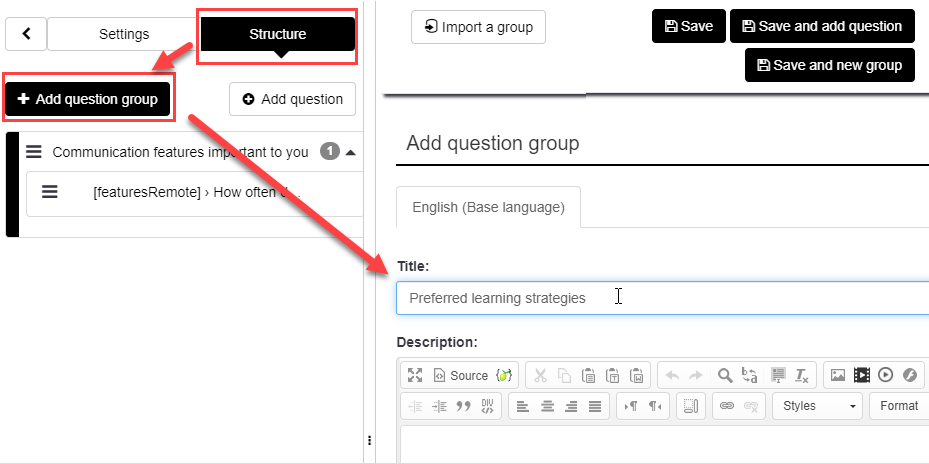 Settings
Structure
Add question group
Add question
Communication features important to you 1
[featuresRemote] › How often
Import a group
Save
Save and add question
Save and new group
Add question group
English (Base language)
Title:
Preferred learning strategies
Description:
Source
Styles
Format